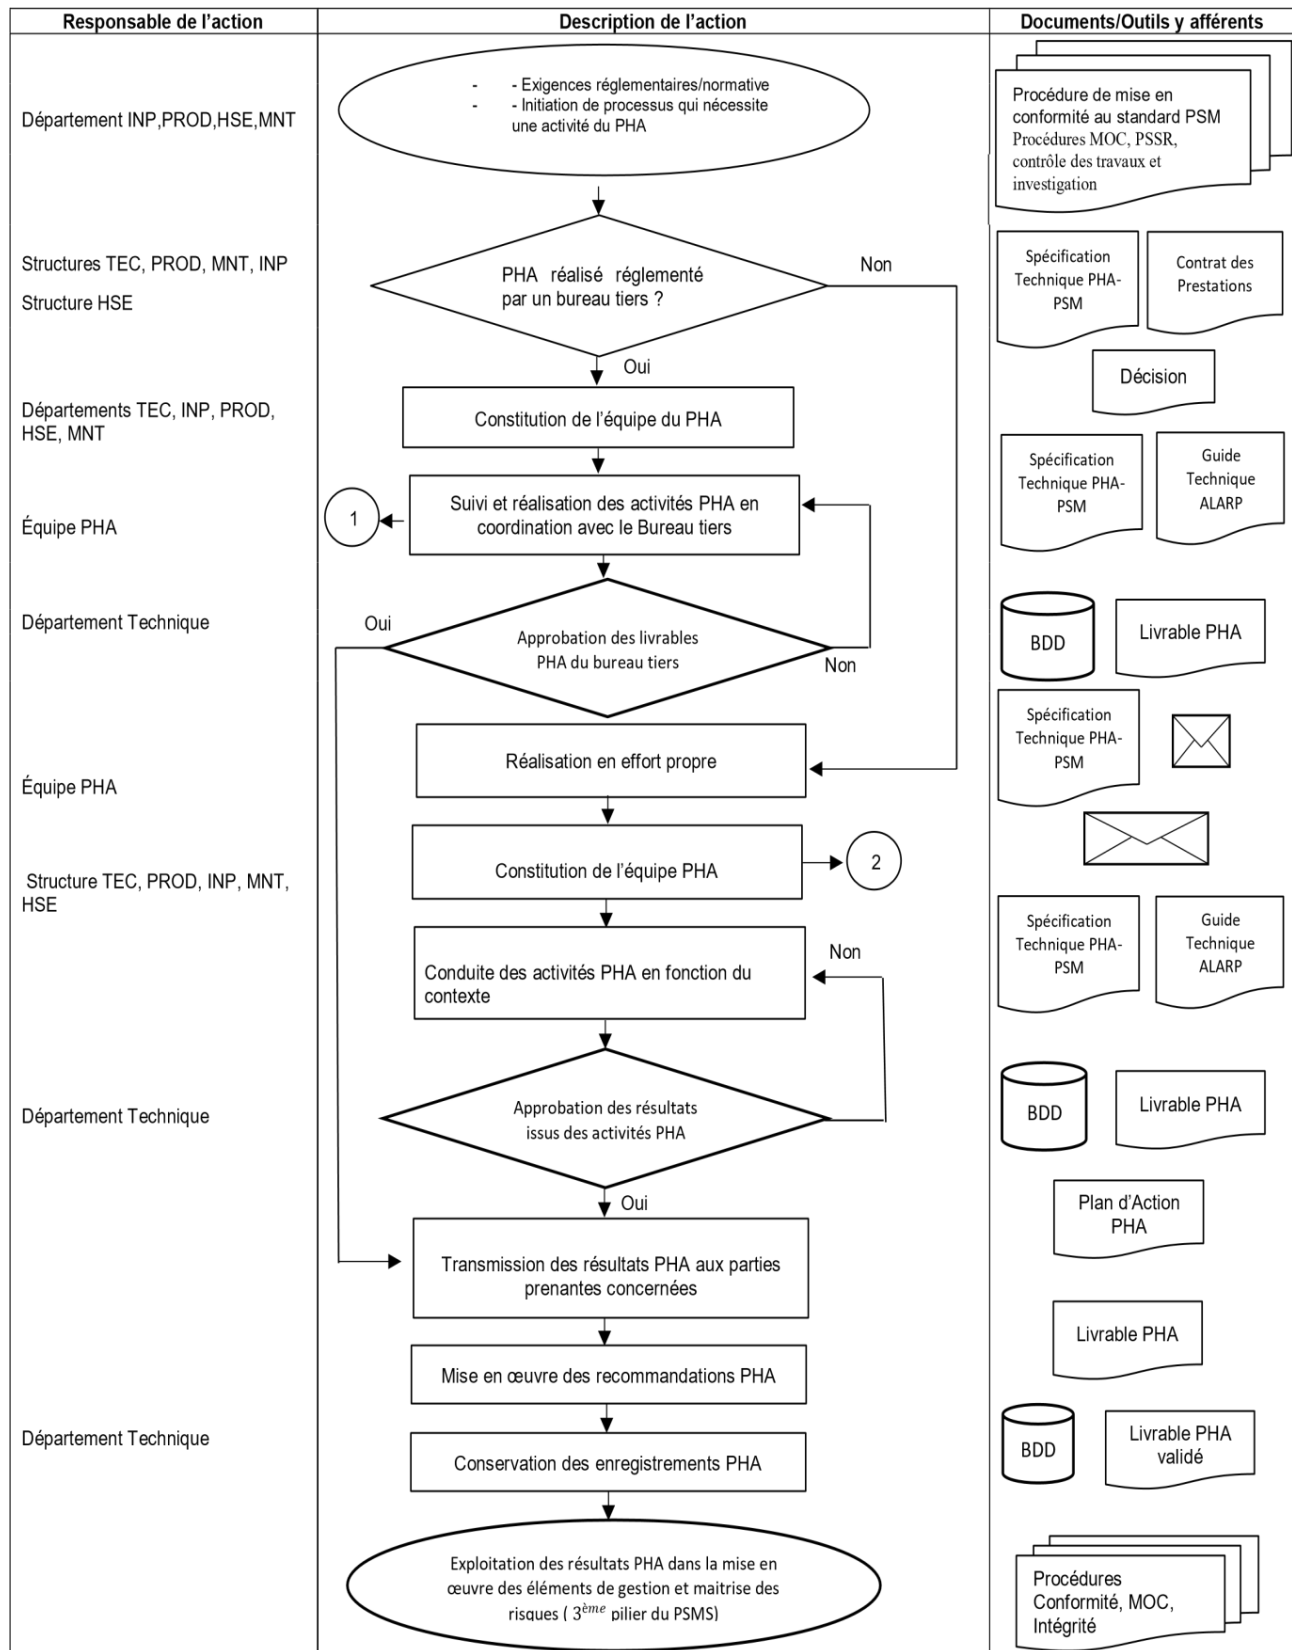 Responsable de l'action
Description de l'action
Documents/Outils y afférents
Département INP,PROD,HSE,MNT
- - Exigences réglementaires/normative
- - Initiation de processus qui nécessite
une activité du PHA
Procédure de mise en
conformité au standard PSM
Procédures MOC, PSSR,
contrôle des travaux et
investigation
Structures TEC, PROD, MNT, INP
Structure HSE
PHA réalisé réglementé
par un bureau tiers ?
Non
Oui
Spécification
Technique PHA-
PSM
Contrat des
Prestations
Décision
Départements TEC, INP, PROD,
HSE, MNT
Constitution de l'équipe du PHA
Équipe PHA
1
Suivi et réalisation des activités PHA en
coordination avec le Bureau tiers
Spécification
Technique PHA-
PSM
Guide
Technique
ALARP
Département Technique
Oui
Approbation des livrables
PHA du bureau tiers
Non
BDD
Livrable PHA
Équipe PHA
Réalisation en effort propre
Spécification
Technique PHA-
PSM
Structure TEC, PROD, INP, MNT,
HSE
Constitution de l'équipe PHA
2
Conduite des activités PHA en fonction du
contexte
Non
Spécification
Technique PHA-
PSM
Guide
Technique
ALARP
Département Technique
Approbation des résultats
issus des activités PHA
Oui
BDD
Livrable PHA
Plan d'Action
PHA
Transmission des résultats PHA aux parties
prenantes concernées
Livrable PHA
Mise en œuvre des recommandations PHA
Département Technique
Conservation des enregistrements PHA
BDD
Livrable PHA
validé
Exploitation des résultats PHA dans la mise en
œuvre des éléments de gestion et maitrise des
risques ( 3ème pilier du PSMS)
Procédures
Conformité, MOC,
Intégrité